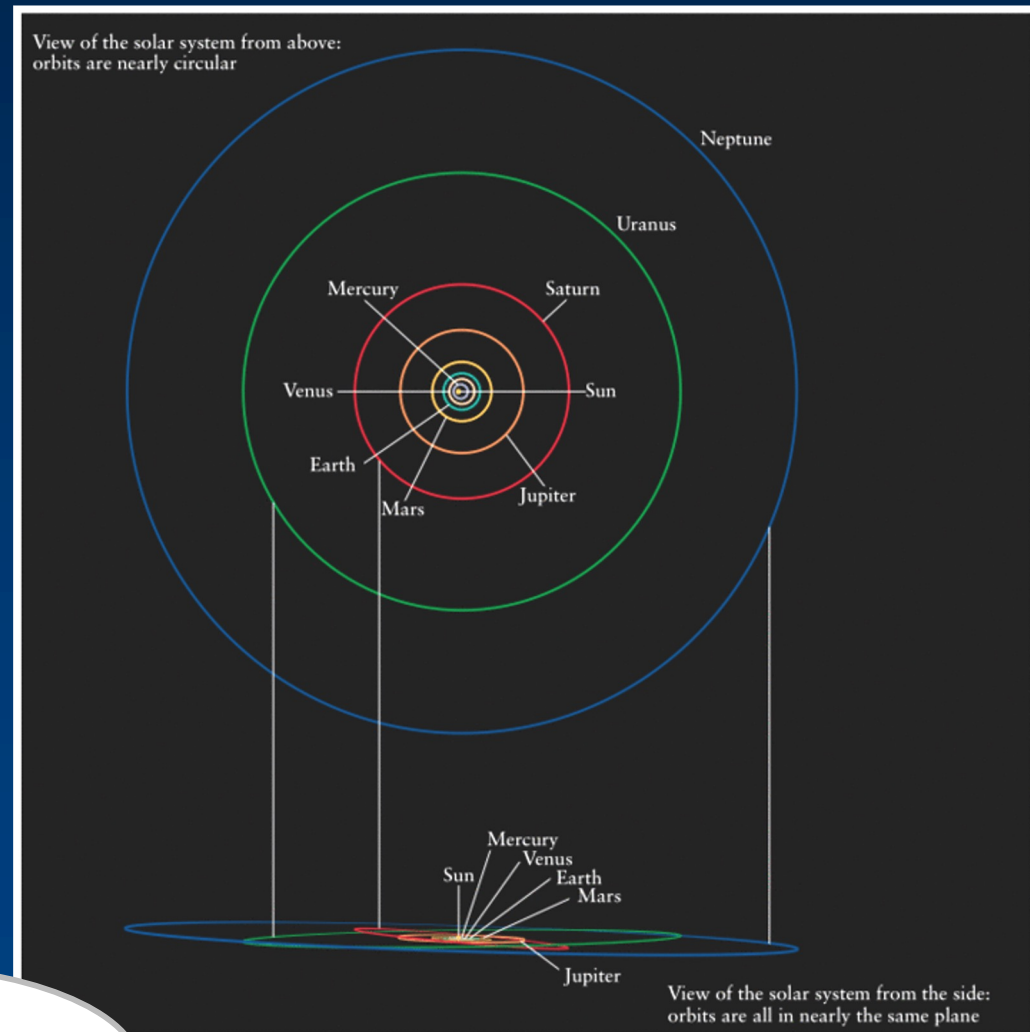 View of the solar system from above:
orbits are nearly circular
Neptune
Uranus
Mercury
Saturn
Venus
Sun
Earth
Jupiter
Mars
Mercury
Venus
Sun
Earth
Mars
Jupiter
View of the solar system from the side:
orbits are all in nearly the same plane